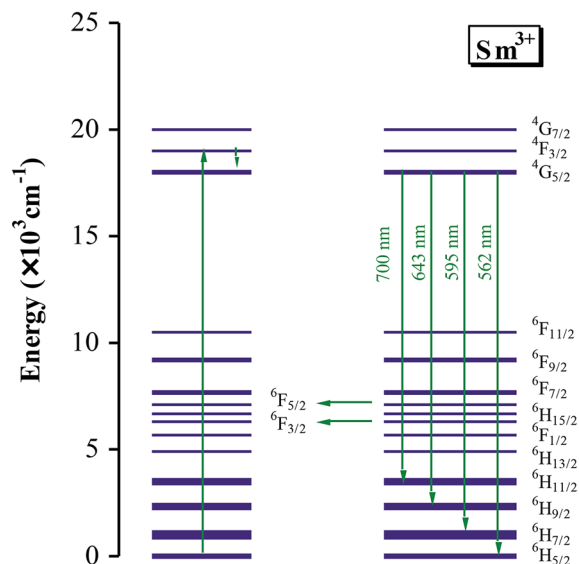 25
Sm³⁺
20
⁴G₇/₂
⁴F₃/₂
⁴G₅/₂
15
700 nm
643 nm
595 nm
562 nm
Energy (×10³cm⁻¹)
10
⁶F₁₁/₂
⁶F₉/₂
⁶F₇/₂
⁶F₅/₂
⁶H₁₅/₂
⁶F₃/₂
⁶F₁/₂
5
⁶H₁₃/₂
⁶H₁₁/₂
⁶H₉/₂
⁶H₇/₂
0
⁶H₅/₂